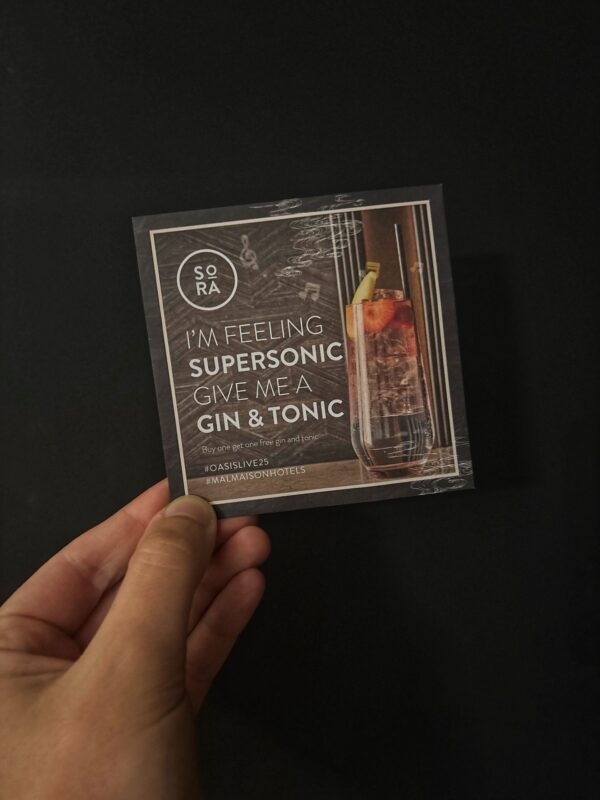 SO
RA
I'M FEELING
SUPERSONIC
GIVE ME A
GIN & TONIC
Buy one get one free gin and tonic
#OASISLIVE25
#MALMAISONHOTELS